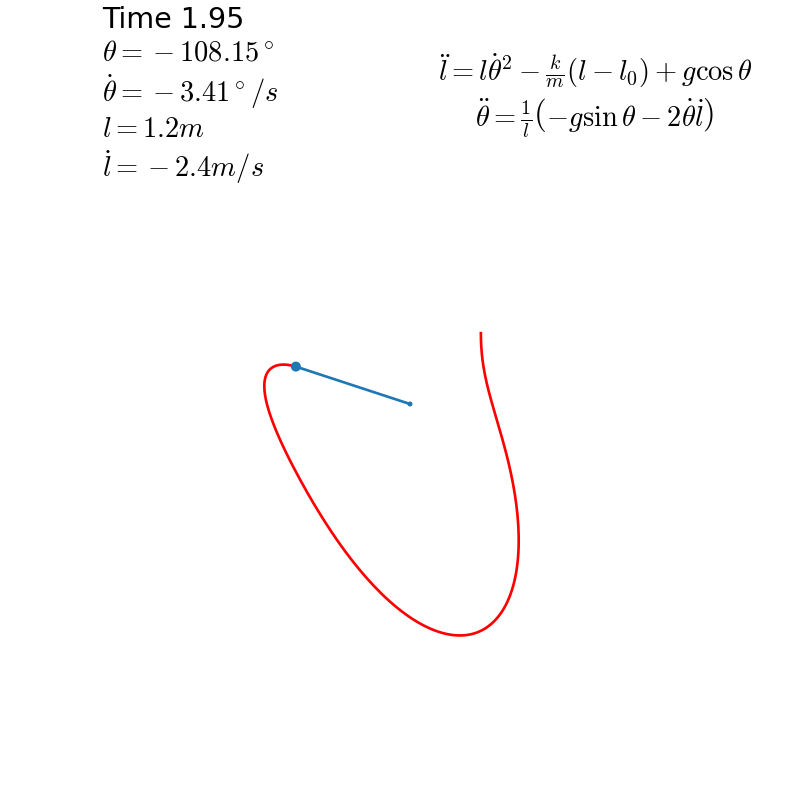 Time 1.95
θ = −108.15°
θ̇ = −3.41°/s
l = 1.2m
l̇ = −2.4m/s
l̈ = lθ̇² − k/m(l − l₀) + g cos θ
θ̈ = 1/l(−g sin θ − 2θ̇l̇)